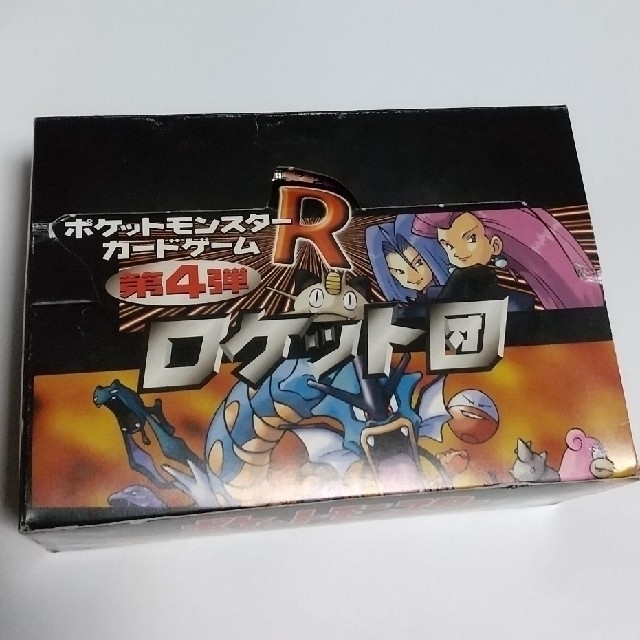 R
ポケットモンスター
カードゲーム
第4弾
ロケット団